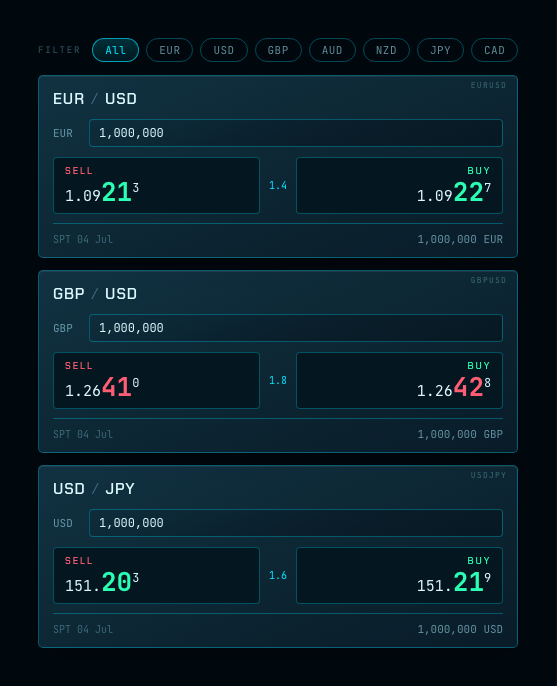 FILTER All EUR USD GBP AUD NZD JPY CAD
EURUSD
EUR / USD
EUR 1,000,000
SELL BUY
1.09213 1.4 1.09227
SPT 04 Jul 1,000,000 EUR
GBPUSD
GBP / USD
GBP 1,000,000
SELL BUY
1.26410 1.8 1.26428
SPT 04 Jul 1,000,000 GBP
USDJPY
USD / JPY
USD 1,000,000
SELL BUY
151.203 1.6 151.219
SPT 04 Jul 1,000,000 USD